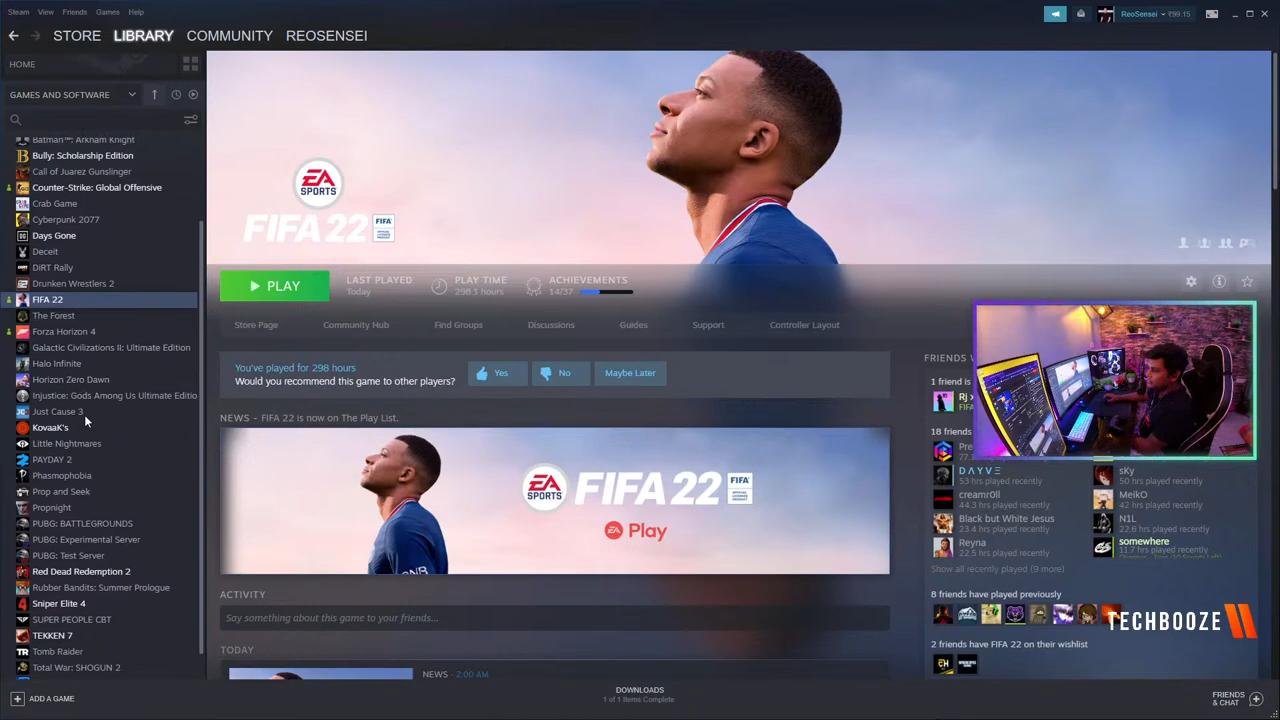 Steam View Friends Games Help
ReoSensei ₹99.15
STORE LIBRARY COMMUNITY REOSENSEI
HOME
GAMES AND SOFTWARE
Batman™: Arkham Knight
Bully: Scholarship Edition
Call of Juarez Gunslinger
Counter-Strike: Global Offensive
Crab Game
Cyberpunk 2077
Days Gone
Deceit
DiRT Rally
Drunken Wrestlers 2
FIFA 22
The Forest
Forza Horizon 4
Galactic Civilizations II: Ultimate Edition
Halo Infinite
Horizon Zero Dawn
Injustice: Gods Among Us Ultimate Editio
Just Cause 3
KovaaK's
Little Nightmares
PAYDAY 2
Phasmophobia
Prop and Seek
Propnight
PUBG: BATTLEGROUNDS
PUBG: Experimental Server
PUBG: Test Server
Red Dead Redemption 2
Rubber Bandits: Summer Prologue
Sniper Elite 4
SUPER PEOPLE CBT
TEKKEN 7
Tomb Raider
Total War: SHOGUN 2
ADD A GAME
EA SPORTS
FIFA 22 FIFA
PLAY
LAST PLAYED
Today
PLAY TIME
298.1 hours
ACHIEVEMENTS
14/37
Store Page Community Hub Find Groups Discussions Guides Support Controller Layout
You've played for 298 hours
Would you recommend this game to other players?
Yes No Maybe Later
NEWS - FIFA 22 is now on The Play List.
EA SPORTS FIFA 22 FIFA
EA Play
ACTIVITY
Say something about this game to your friends...
TODAY
NEWS - 2:00 AM
FRIENDS W
1 friend is
Rj x
FIFA
18 friends
Pre
DAYVE
53 hrs played recently
sKy
50 hrs played recently
creamr0ll
44.3 hrs played recently
MeikO
42 hrs played recently
Black but White Jesus
23.4 hrs played recently
N1L
22.6 hrs played recently
Reyna
22.5 hrs played recently
somewhere
11.7 hrs played recently
Show all recently played (9 more)
8 friends have played previously
TECHBOOZE
2 friends have FIFA 22 on their wishlist
DOWNLOADS
1 of 1 Items Complete
FRIENDS
& CHAT